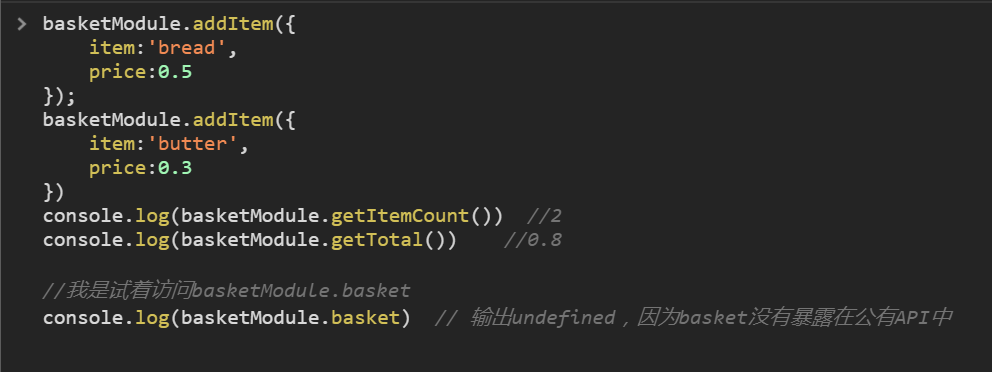 basketModule.addItem({
    item:'bread',
    price:0.5
});
basketModule.addItem({
    item:'butter',
    price:0.3
})
console.log(basketModule.getItemCount())  //2
console.log(basketModule.getTotal())    //0.8
//我是试着访问basketModule.basket
console.log(basketModule.basket)  // 输出undefined，因为basket没有暴露在公有API中